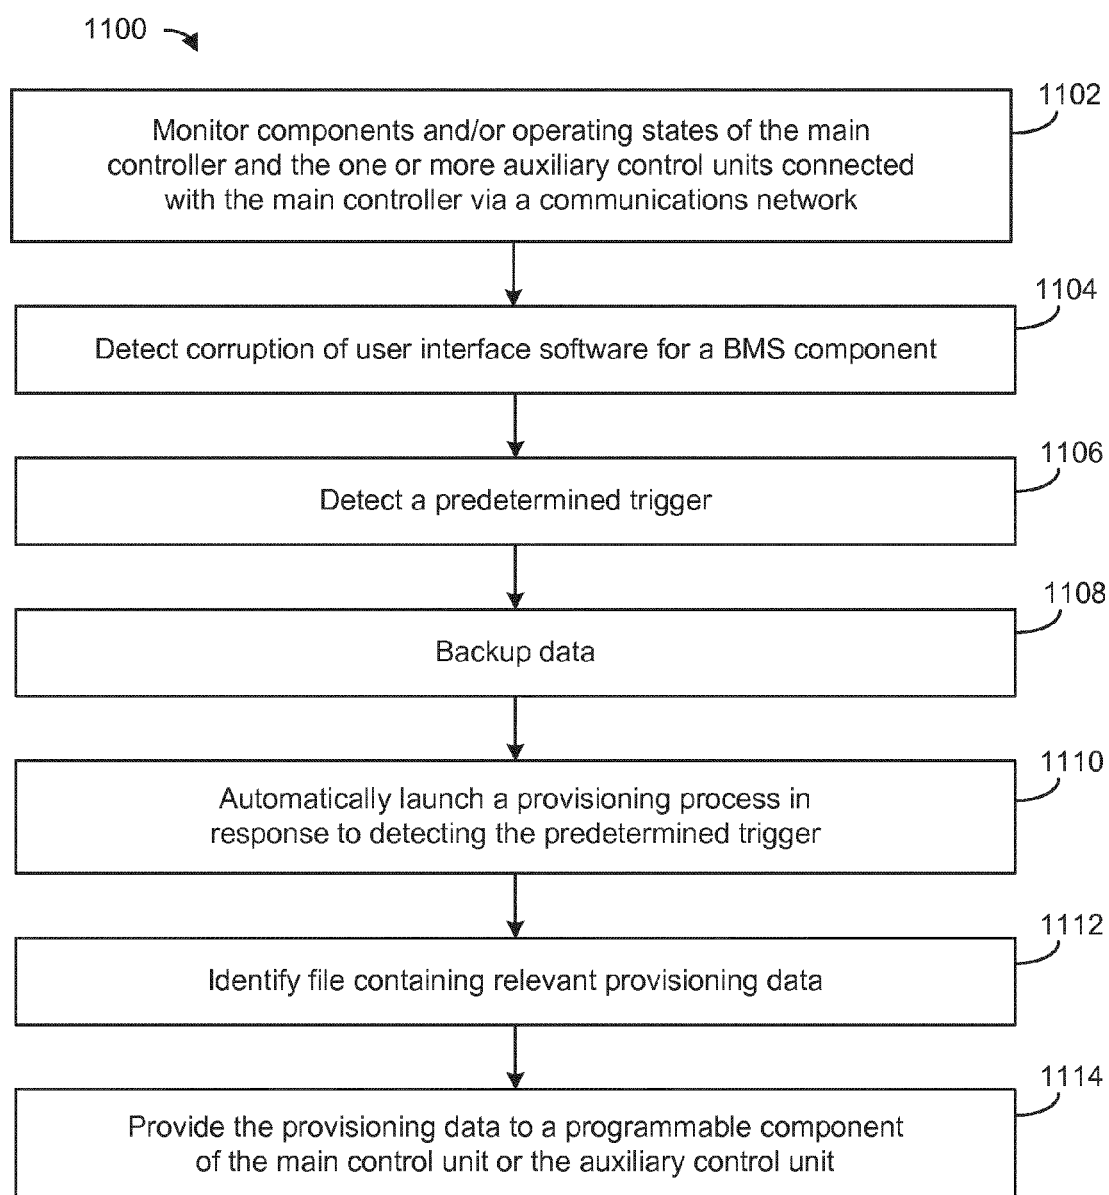 1100
1102
Monitor components and/or operating states of the main
controller and the one or more auxiliary control units connected
with the main controller via a communications network
1104
Detect corruption of user interface software for a BMS component
1106
Detect a predetermined trigger
1108
Backup data
1110
Automatically launch a provisioning process in
response to detecting the predetermined trigger
1112
Identify file containing relevant provisioning data
1114
Provide the provisioning data to a programmable component
of the main control unit or the auxiliary control unit